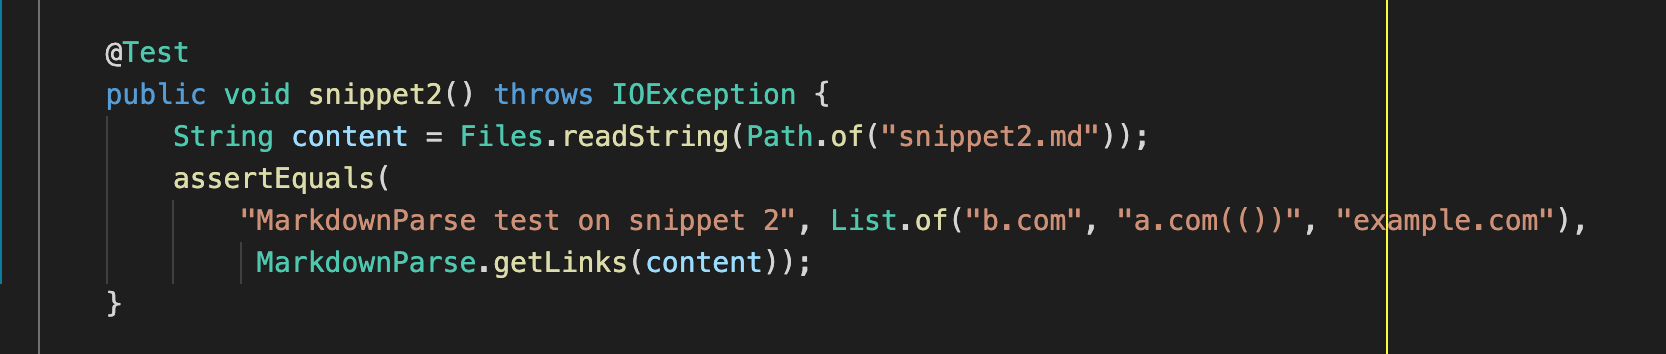 @Test
public void snippet2() throws IOException {
String content = Files.readString(Path.of("snippet2.md"));
assertEquals(
"MarkdownParse test on snippet 2", List.of("b.com", "a.com(())", "example.com"),
MarkdownParse.getLinks(content));
}